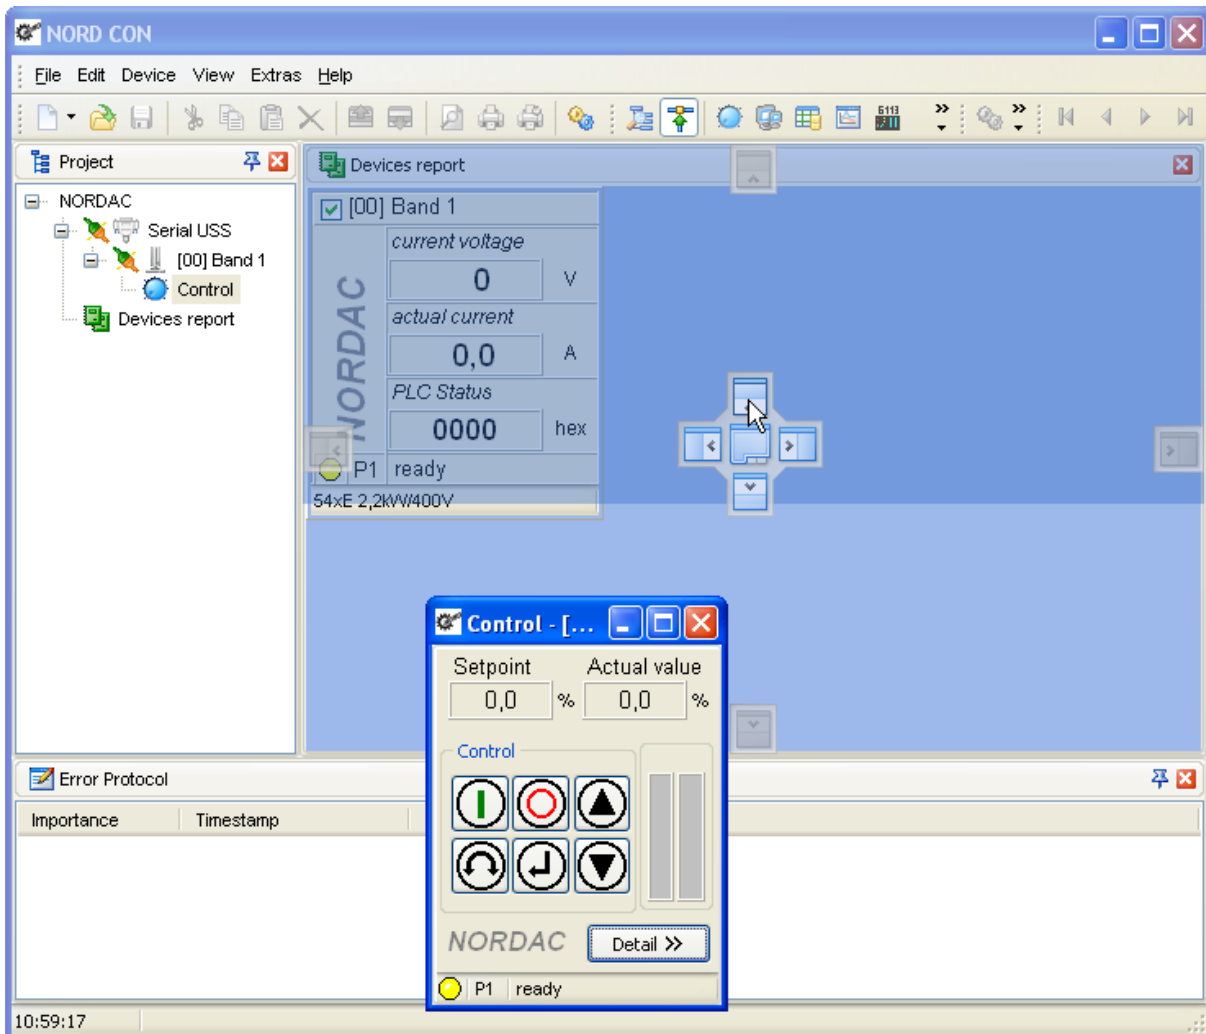 NORD CON
File Edit Device View Extras Help
Project
Devices report
NORDAC
Serial USS
[00] Band 1
Control
Devices report
[00] Band 1
NORDAC
current voltage
0 V
actual current
0,0 A
PLC Status
0000 hex
P1 ready
54xE 2,2kW/400V
Control - [...
Setpoint Actual value
0,0 % 0,0 %
Control
NORDAC Detail >>
P1 ready
Error Protocol
Importance Timestamp
10:59:17